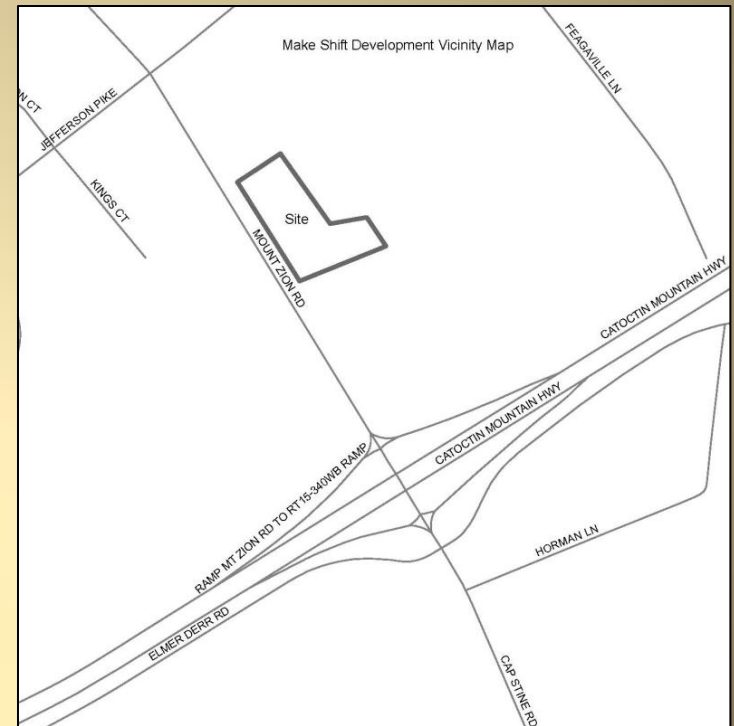 Make Shift Development Vicinity Map
FEAGAVILLE LN
N CT
JEFFERSON PIKE
KINGS CT
Site
MOUNT ZION RD
CATOCTIN MOUNTAIN HWY
CATOCTIN MOUNTAIN HWY
RAMP MT ZION RD TO RT15-340WB RAMP
HORMAN LN
ELMER DERR RD
CAP STINE RD